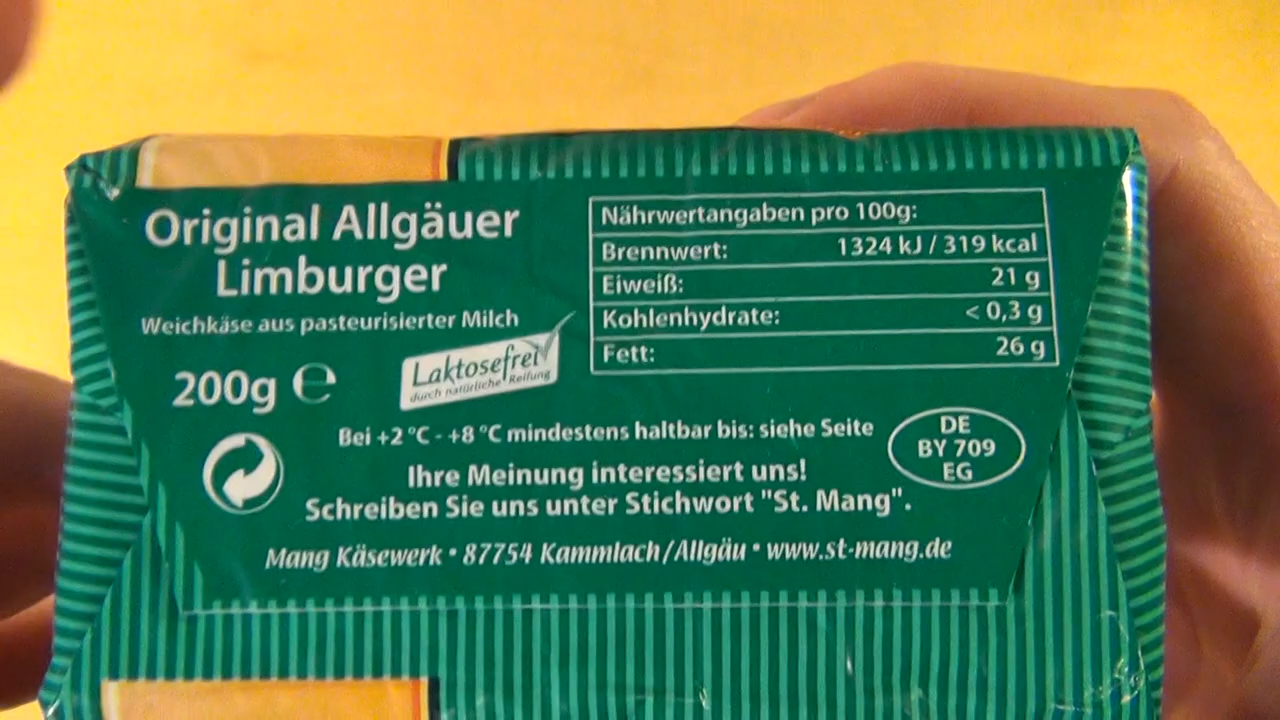 Original Allgäuer
Limburger
Weichkäse aus pasteurisierter Milch
200g e
Laktosefrei
durch natürliche Reifung
Nährwertangaben pro 100g:
Brennwert: 1324 kJ / 319 kcal
Eiweiß: 21 g
Kohlenhydrate: < 0,3 g
Fett: 26 g
Bei +2 °C - +8 °C mindestens haltbar bis: siehe Seite
DE
BY 709
EG
Ihre Meinung interessiert uns!
Schreiben Sie uns unter Stichwort "St. Mang".
Mang Käsewerk • 87754 Kammlach/Allgäu • www.st-mang.de